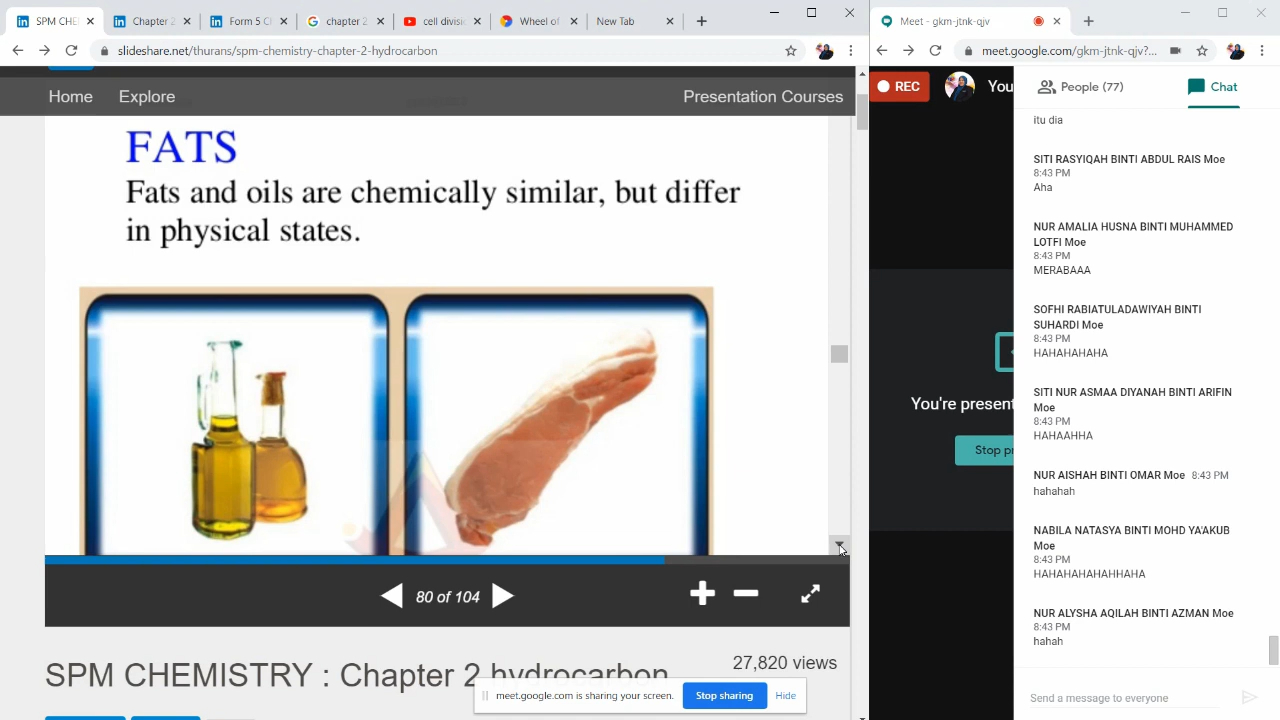 SPM CHE
Chapter 2
Form 5 C
chapter 2
cell divisi
Wheel of
New Tab
slideshare.net/thurans/spm-chemistry-chapter-2-hydrocarbon
Home Explore Presentation Courses
FATS
Fats and oils are chemically similar, but differ
in physical states.
80 of 104
SPM CHEMISTRY : Chapter 2 hydrocarbon
27,820 views
meet.google.com is sharing your screen. Stop sharing Hide
Meet - gkm-jtnk-qjv
meet.google.com/gkm-jtnk-qjv?...
REC
You
You're present
Stop pr
People (77) Chat
itu dia
SITI RASYIQAH BINTI ABDUL RAIS Moe
8:43 PM
Aha
NUR AMALIA HUSNA BINTI MUHAMMED
LOTFI Moe
8:43 PM
MERABAAA
SOFHI RABIATULADAWIYAH BINTI
SUHARDI Moe
8:43 PM
HAHAHAHAHA
SITI NUR ASMAA DIYANAH BINTI ARIFIN
Moe
8:43 PM
HAHAAHHA
NUR AISHAH BINTI OMAR Moe 8:43 PM
hahahah
NABILA NATASYA BINTI MOHD YA'AKUB
Moe
8:43 PM
HAHAHAHAHAHHAHA
NUR ALYSHA AQILAH BINTI AZMAN Moe
8:43 PM
hahah
Send a message to everyone